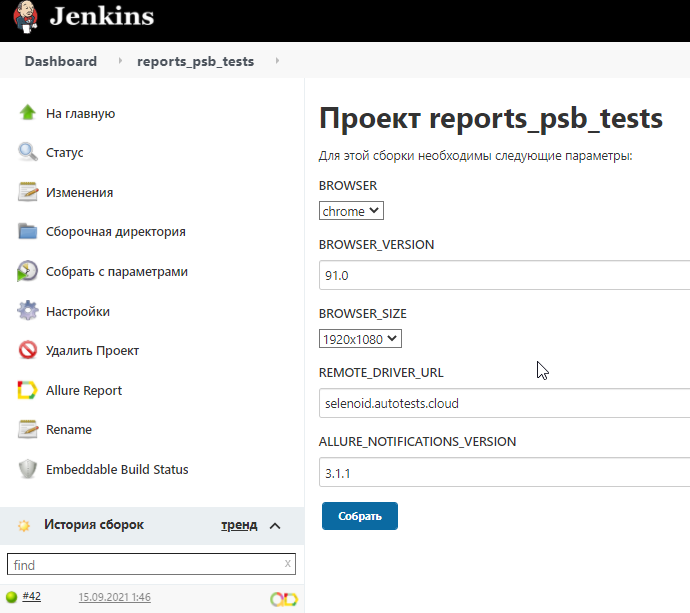 Jenkins
Dashboard reports_psb_tests
На главную
Статус
Изменения
Сборочная директория
Собрать с параметрами
Настройки
Удалить Проект
Allure Report
Rename
Embeddable Build Status
История сборок тренд
find x
#42 15.09.2021 1:46
Проект reports_psb_tests
Для этой сборки необходимы следующие параметры:
BROWSER
chrome
BROWSER_VERSION
91.0
BROWSER_SIZE
1920x1080
REMOTE_DRIVER_URL
selenoid.autotests.cloud
ALLURE_NOTIFICATIONS_VERSION
3.1.1
Собрать